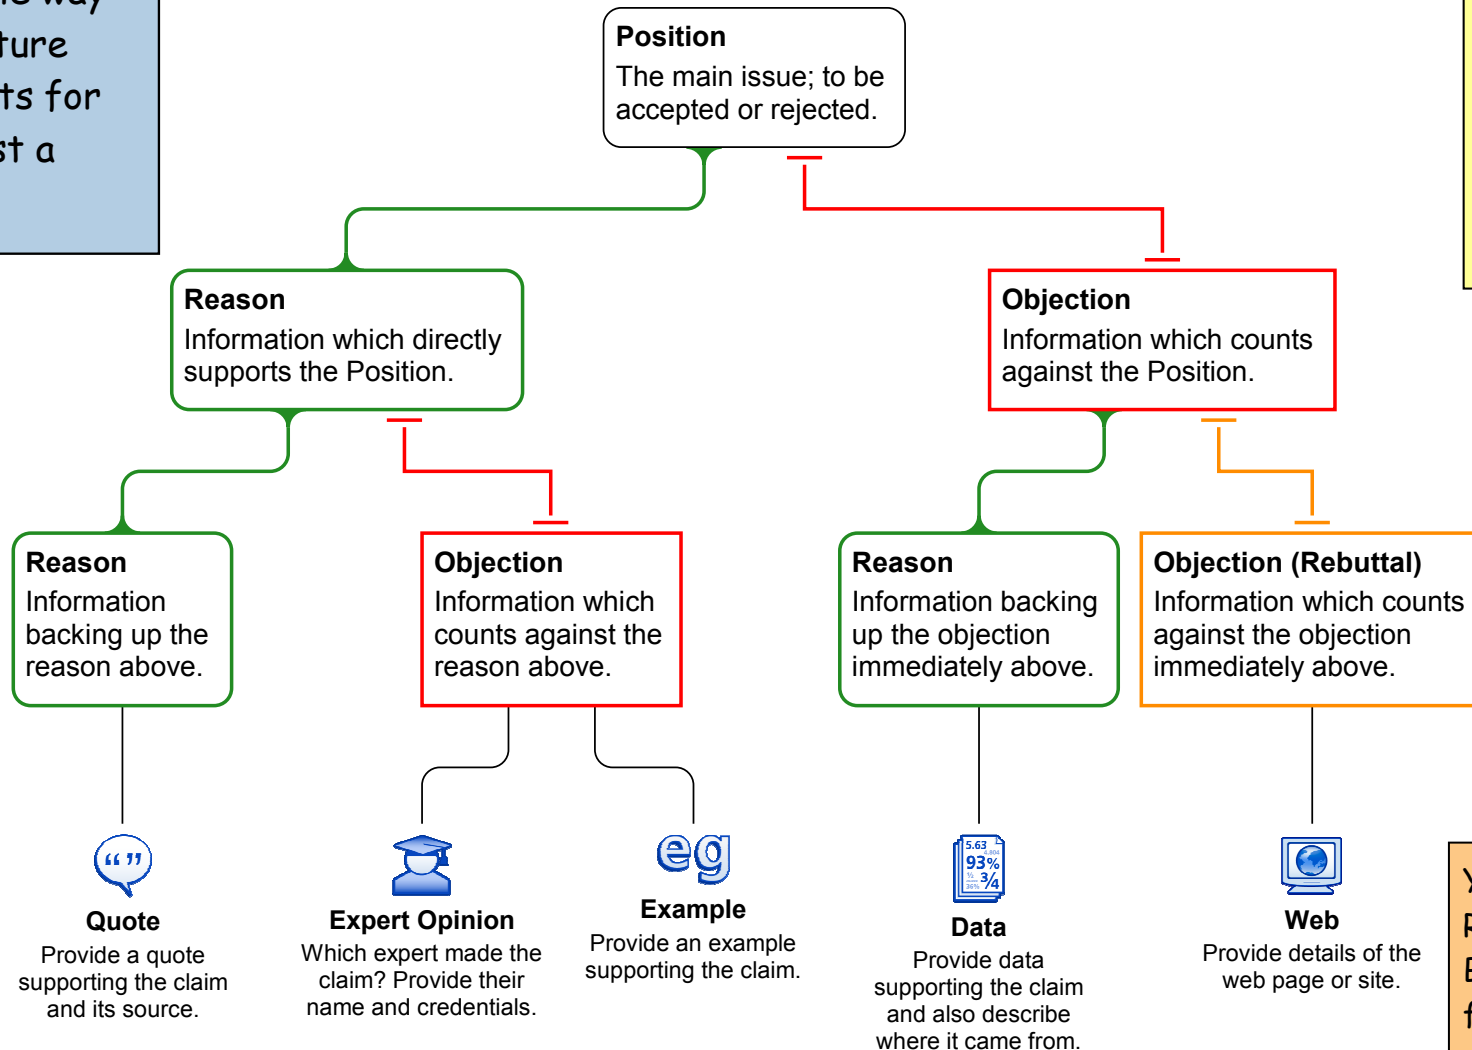 ture
ts for
st a
Position
The main issue; to be
accepted or rejected.
Reason
Information which directly
supports the Position.
Objection
Information which counts
against the Position.
Reason
Information
backing up the
reason above.
Objection
Information which
counts against the
reason above.
Reason
Information backing
up the objection
immediately above.
Objection (Rebuttal)
Information which counts
against the objection
immediately above.
“ ”
Quote
Provide a quote
supporting the claim
and its source.
Expert Opinion
Which expert made the
claim? Provide their
name and credentials.
eg
Example
Provide an example
supporting the claim.
5.63
93%
3/4
36%
Data
Provide data
supporting the claim
and also describe
where it came from.
Web
Provide details of the
web page or site.